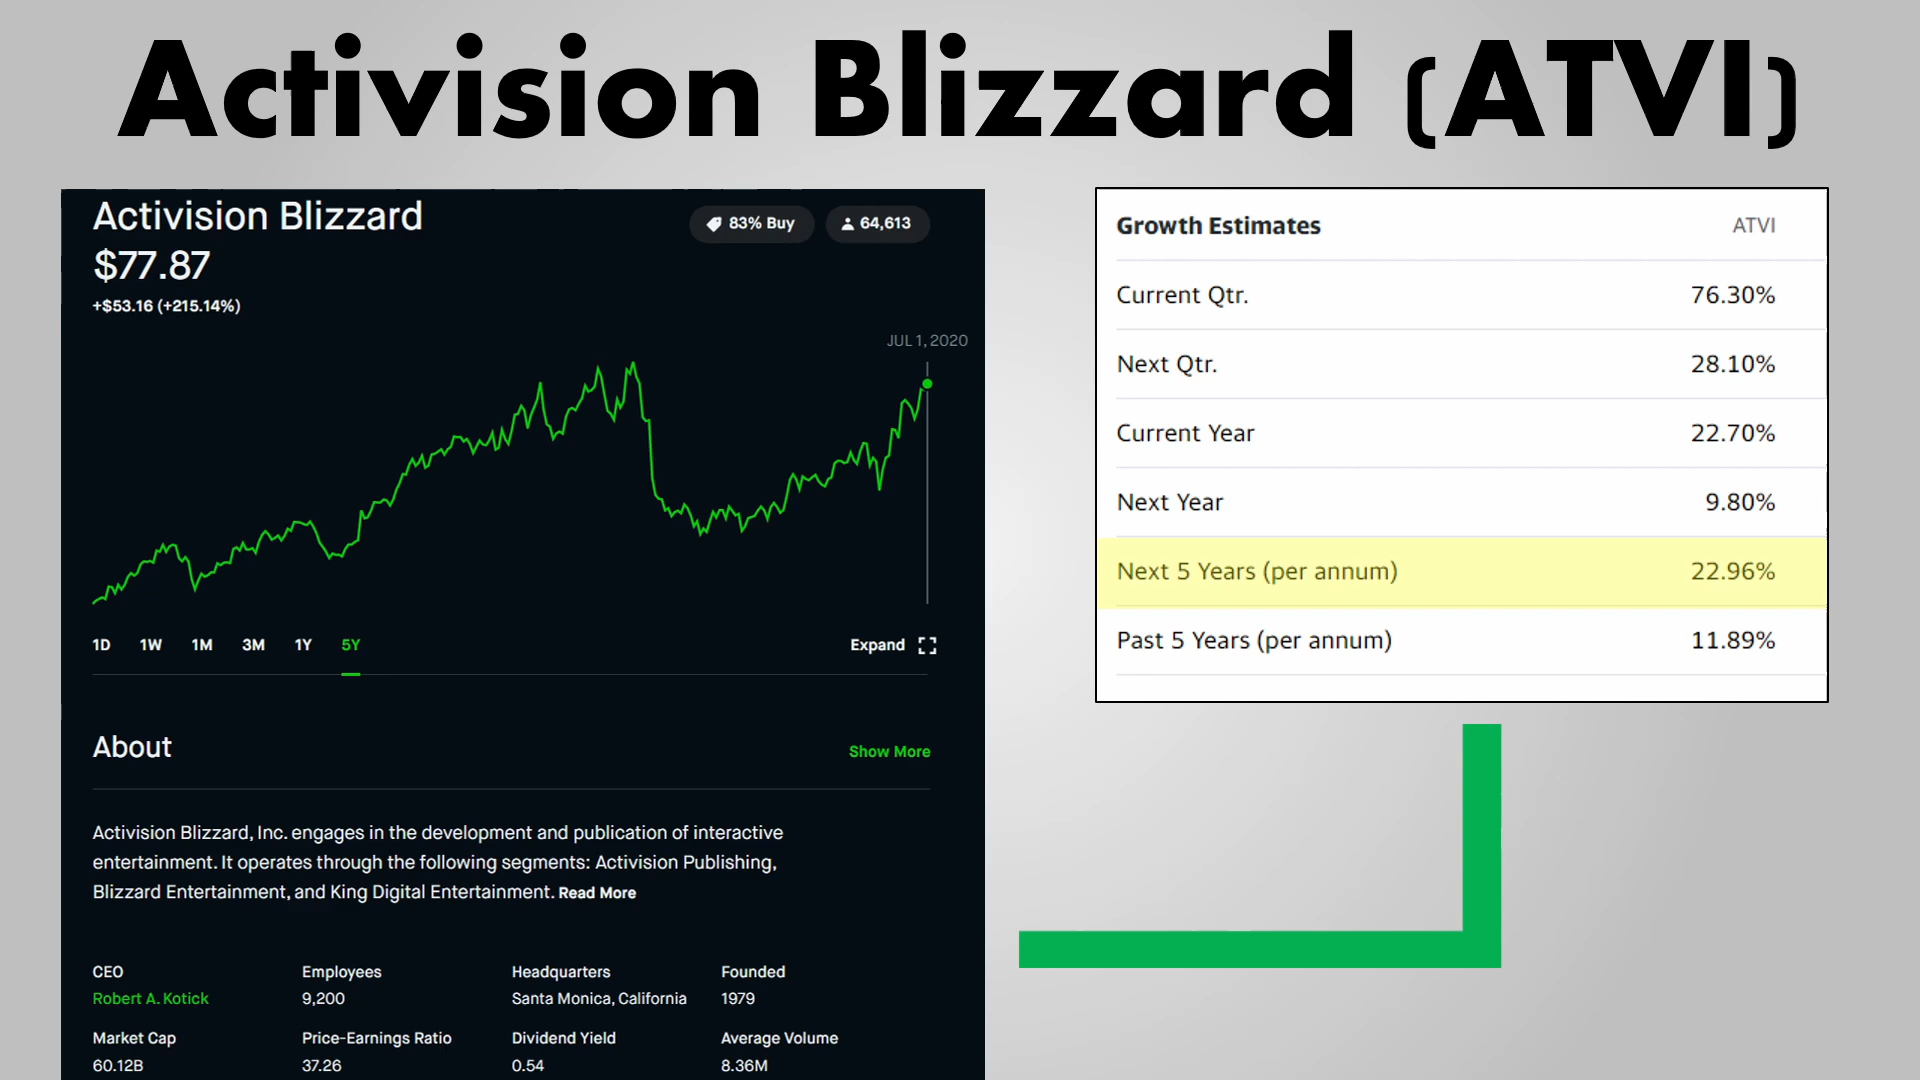 Activision Blizzard (ATVI)
Activision Blizzard
83% Buy
64,613
$77.87
+$53.16 (+215.14%)
JUL 1, 2020
1D 1W 1M 3M 1Y 5Y Expand
About
Show More
Activision Blizzard, Inc. engages in the development and publication of interactive
entertainment. It operates through the following segments: Activision Publishing,
Blizzard Entertainment, and King Digital Entertainment. Read More
CEO Employees Headquarters Founded
Robert A. Kotick 9,200 Santa Monica, California 1979
Market Cap Price-Earnings Ratio Dividend Yield Average Volume
60.12B 37.26 0.54 8.36M
Growth Estimates ATVI
Current Qtr. 76.30%
Next Qtr. 28.10%
Current Year 22.70%
Next Year 9.80%
Next 5 Years (per annum) 22.96%
Past 5 Years (per annum) 11.89%